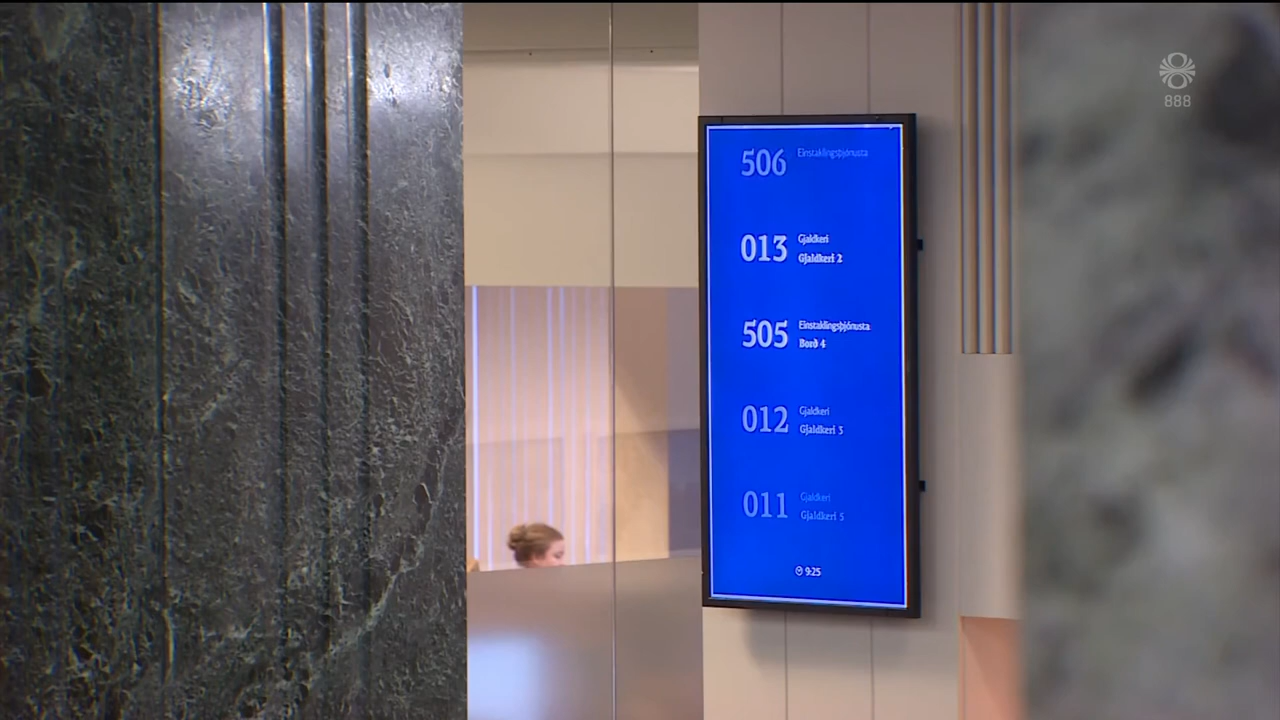 888
506 Einstaklingsþjónusta
013 Gjaldkeri
Gjaldkeri 2
505 Einstaklingsþjónusta
Borð 4
012 Gjaldkeri
Gjaldkeri 3
011 Gjaldkeri
Gjaldkeri 5
9:25